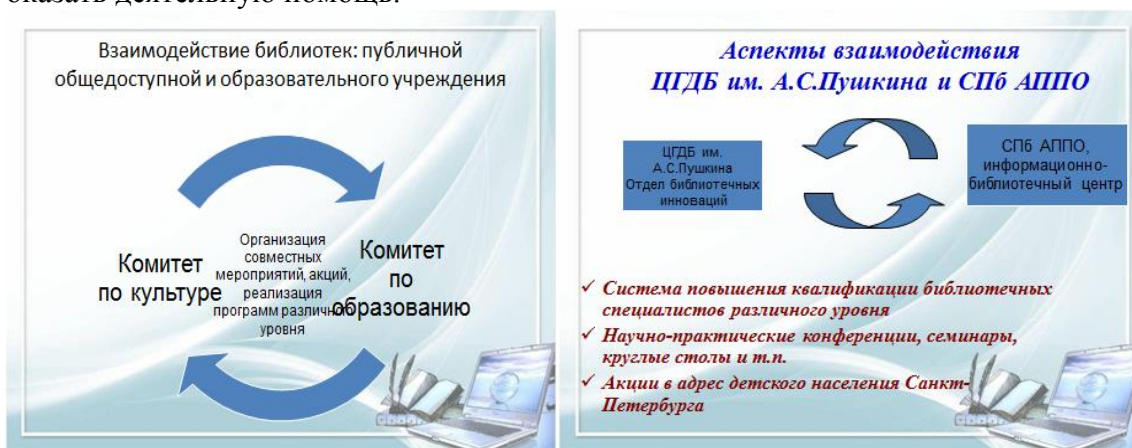 оказать деятельную помощь.
Взаимодействие библиотек: публичной
общедоступной и образовательного учреждения
Комитет
по культуре
Организация
совместных
мероприятий, акций,
реализация
программ различного
уровня
Комитет
по
образованию
Аспекты взаимодействия
ЦГДБ им. А.С.Пушкина и СПб АППО
ЦГДБ им.
А.С.Пушкина
Отдел библиотечных
инноваций
СПб АППО,
информационно-
библиотечный центр
✓ Система повышения квалификации библиотечных
специалистов различного уровня
✓ Научно-практические конференции, семинары,
круглые столы и т.п.
✓ Акции в адрес детского населения Санкт-
Петербурга